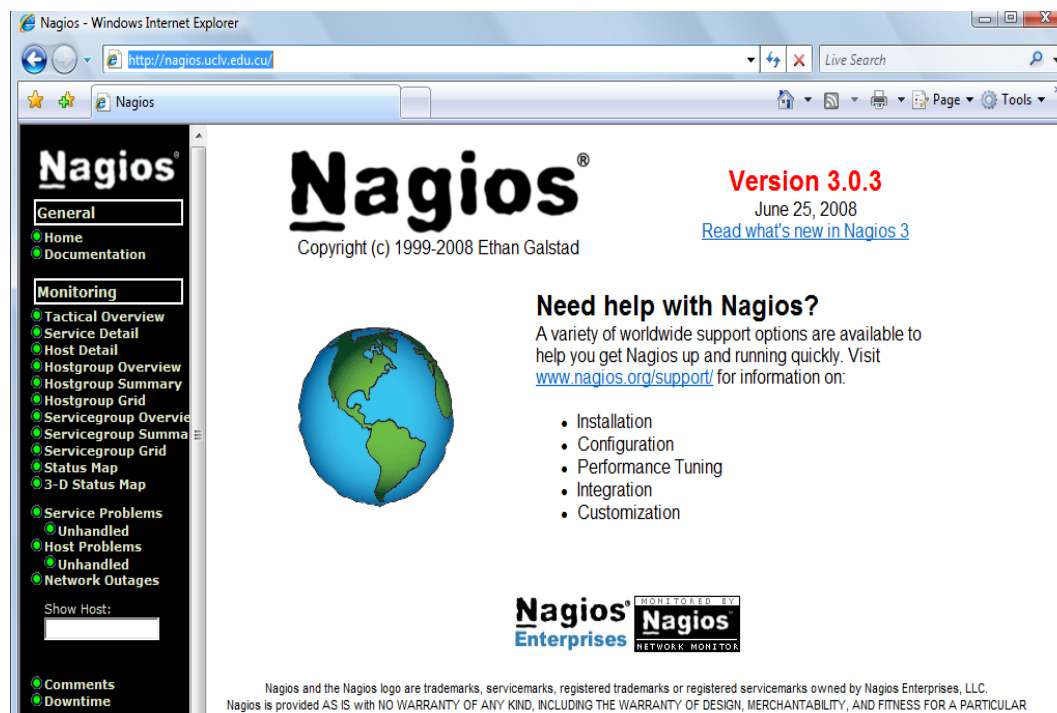 Nagios - Windows Internet Explorer
http://nagios.uclv.edu.cu/
Live Search
Nagios
Page
Tools
Nagios®
General
Home
Documentation
Monitoring
Tactical Overview
Service Detail
Host Detail
Hostgroup Overview
Hostgroup Summary
Hostgroup Grid
Servicegroup Overvie
Servicegroup Summa
Servicegroup Grid
Status Map
3-D Status Map
Service Problems
Unhandled
Host Problems
Unhandled
Network Outages
Show Host:
Comments
Downtime
Nagios®
Copyright (c) 1999-2008 Ethan Galstad
Version 3.0.3
June 25, 2008
Read what's new in Nagios 3
Need help with Nagios?
A variety of worldwide support options are available to
help you get Nagios up and running quickly. Visit
www.nagios.org/support/ for information on:
Installation
Configuration
Performance Tuning
Integration
Customization
Nagios®
Enterprises
MONITORED BY
Nagios
NETWORK MONITOR
Nagios and the Nagios logo are trademarks, servicemarks, registered trademarks or registered servicemarks owned by Nagios Enterprises, LLC.
Nagios is provided AS IS with NO WARRANTY OF ANY KIND, INCLUDING THE WARRANTY OF DESIGN, MERCHANTABILITY, AND FITNESS FOR A PARTICULAR